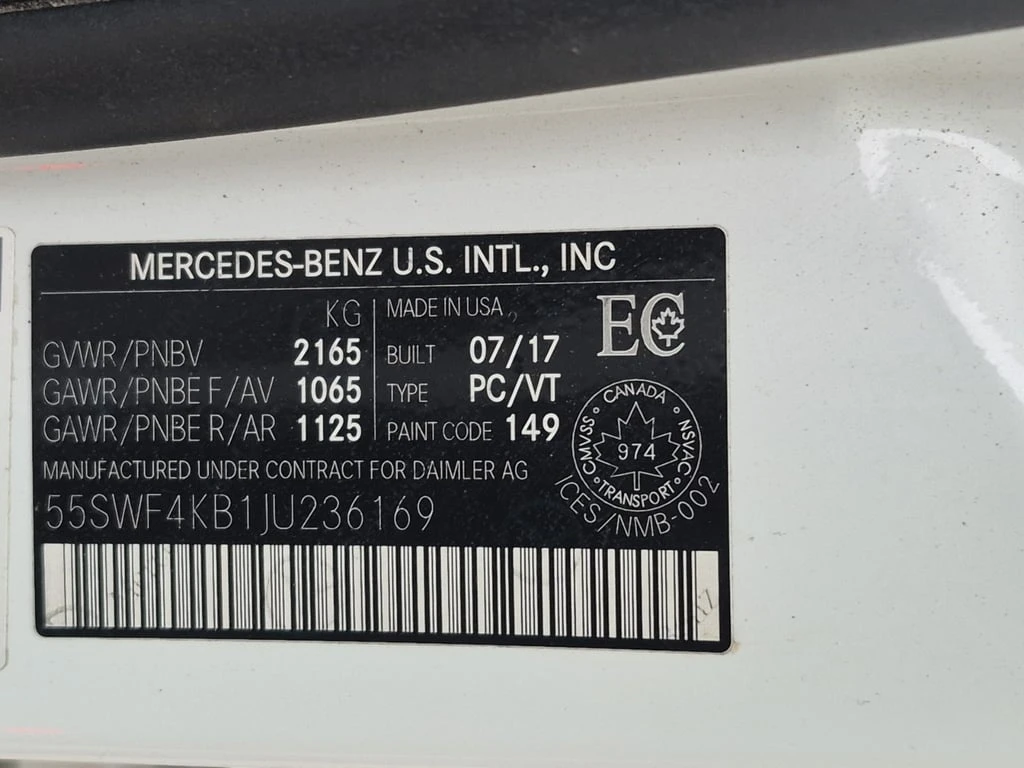 MERCEDES-BENZ U.S. INTL., INC
KG
GVWR/PNBV 2165
GAWR/PNBE F/AV 1065
GAWR/PNBE R/AR 1125
MADE IN USA
BUILT 07/17
TYPE PC/VT
PAINT CODE 149
EC
CANADA
CMVSS
NSVAC
974
TRANSPORT
ICES/NMB-002
MANUFACTURED UNDER CONTRACT FOR DAIMLER AG
55SWF4KB1JU236169